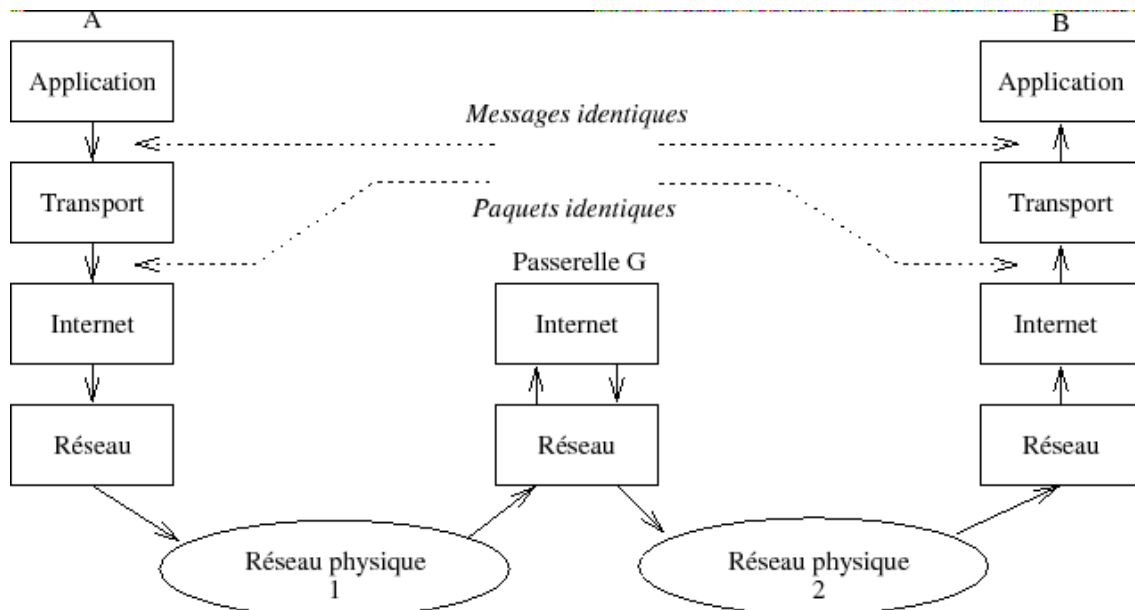 A
B
Application
Application
Messages identiques
Transport
Transport
Paquets identiques
Passerelle G
Internet
Internet
Internet
Réseau
Réseau
Réseau
Réseau physique
1
Réseau physique
2